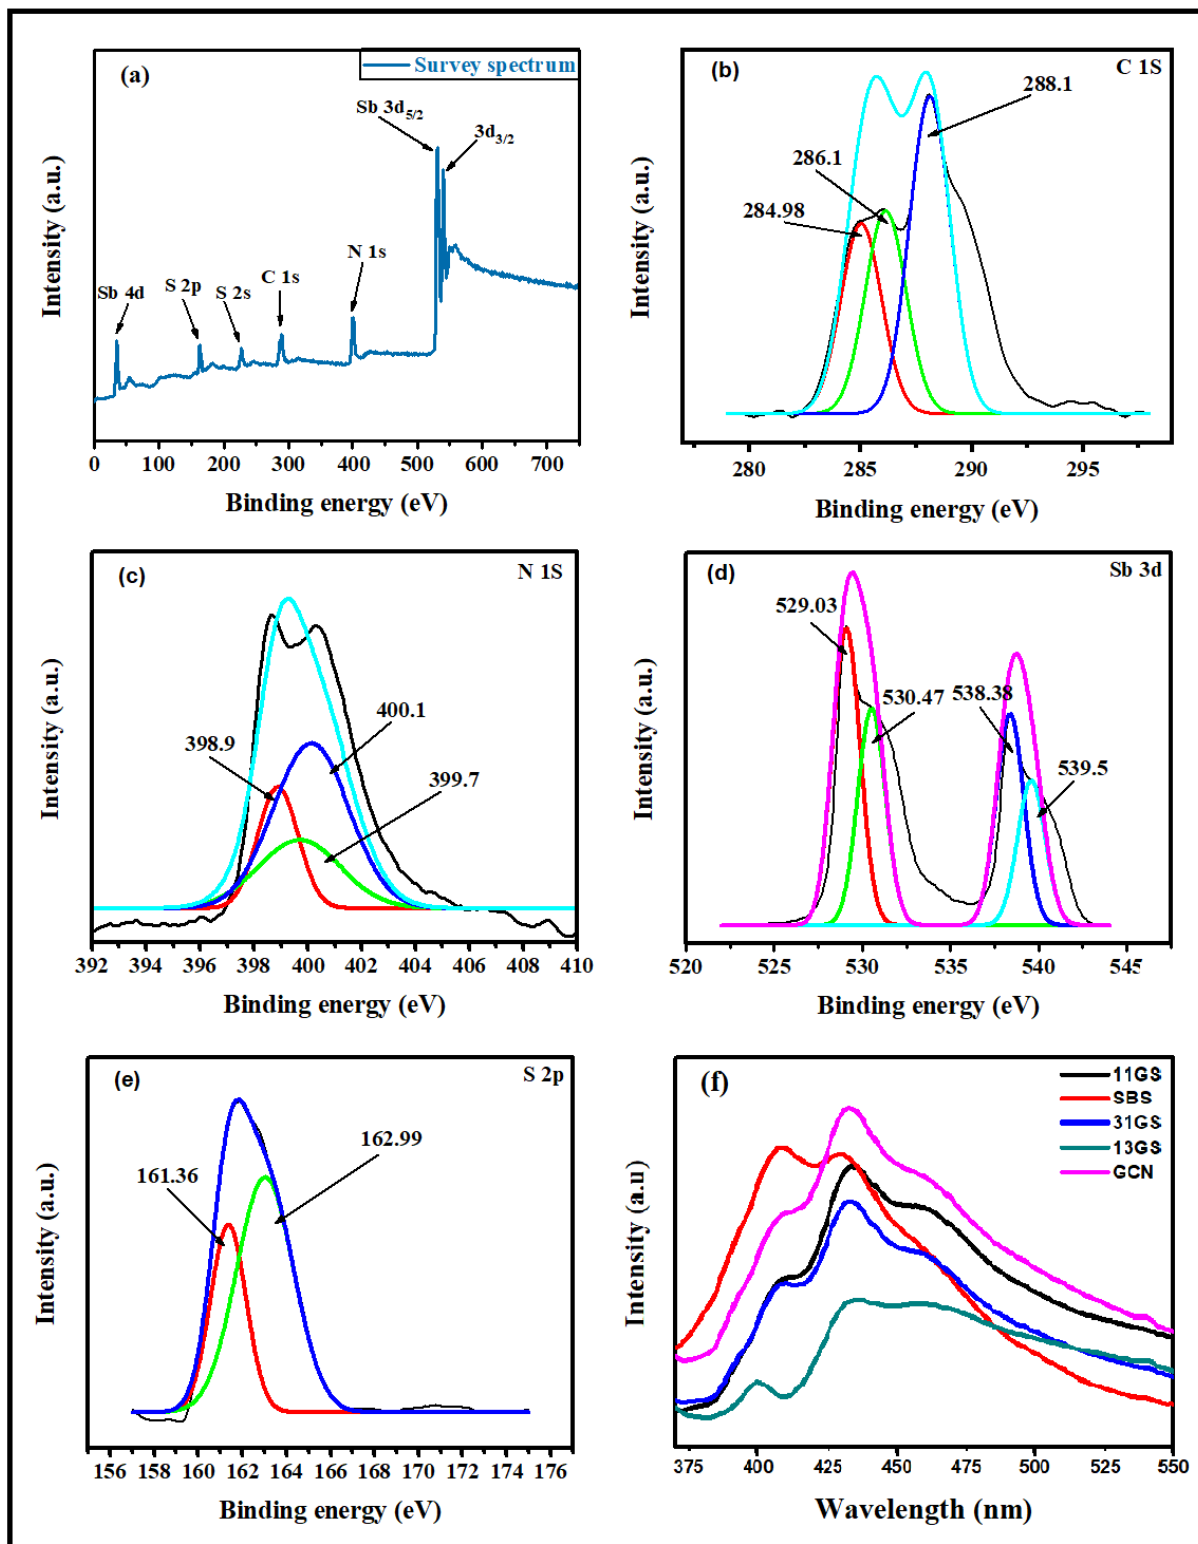 (a)
Survey spectrum
Sb 3d5/2
3d3/2
Sb 4d
S 2p
S 2s
C 1s
N 1s
Intensity (a.u.)
0 100 200 300 400 500 600 700
Binding energy (eV)
(b)
C 1S
288.1
286.1
284.98
Intensity (a.u.)
280 285 290 295
Binding energy (eV)
(c)
N 1S
400.1
398.9
399.7
Intensity (a.u.)
392 394 396 398 400 402 404 406 408 410
Binding energy (eV)
(d)
Sb 3d
529.03
530.47
538.38
539.5
Intensity (a.u.)
520 525 530 535 540 545
Binding energy (eV)
(e)
S 2p
162.99
161.36
Intensity (a.u.)
156 158 160 162 164 166 168 170 172 174 176
Binding energy (eV)
(f)
11GS
SBS
31GS
13GS
GCN
Intensity (a.u)
375 400 425 450 475 500 525 550
Wavelength (nm)